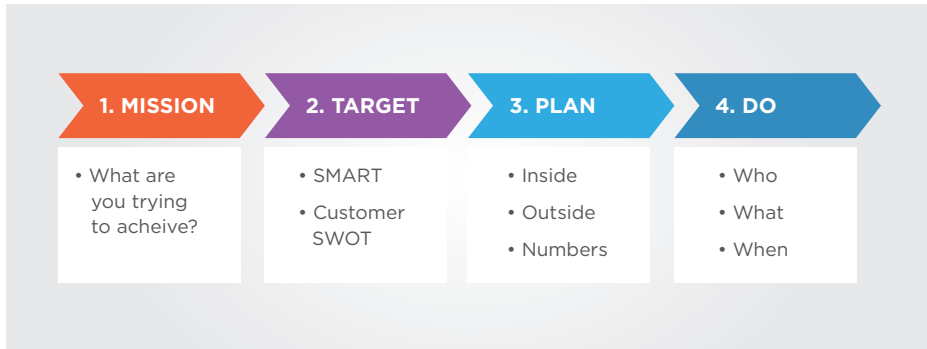 1. MISSION
• What are
you trying
to acheive?
2. TARGET
• SMART
• Customer
SWOT
3. PLAN
• Inside
• Outside
• Numbers
4. DO
• Who
• What
• When